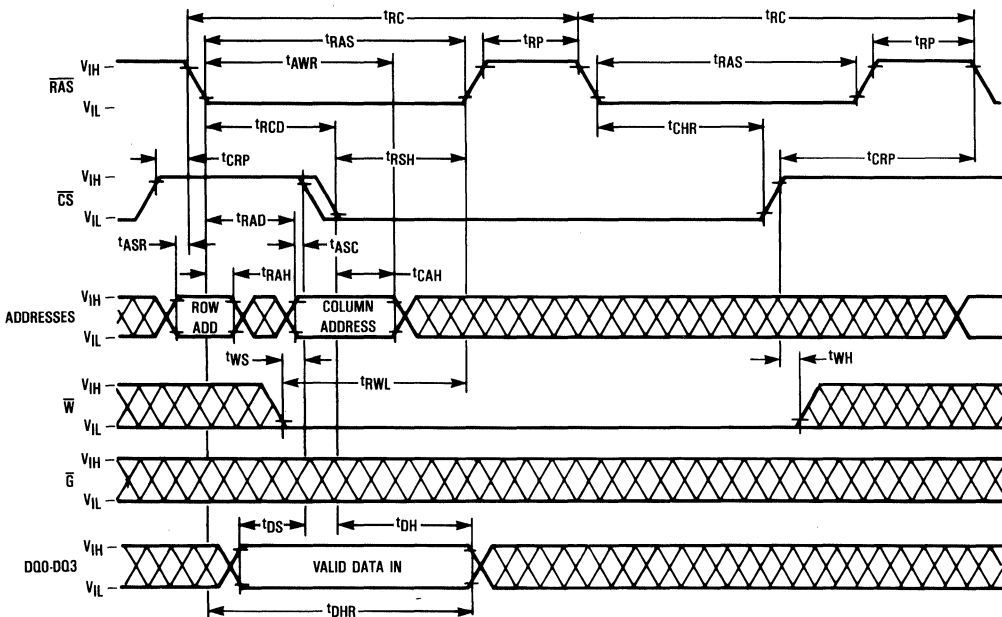 tRC tRC
tRAS tRP tRP
tAWR tRAS
VIH
RAS
VIL
tRCD tCHR
tCRP tRSH tCRP
VIH
CS
VIL
tRAD
tASR tASC
tRAH tCAH
VIH
ADDRESSES
ROW ADD
COLUMN ADDRESS
VIL
tWS tRWL tWH
VIH
W
VIL
VIH
G
VIL
tDS tDH
VIH
DQ0-DQ3
VALID DATA IN
VIL
tDHR